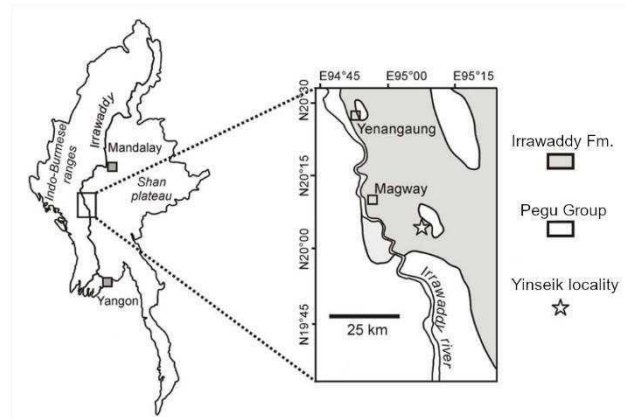 Indo-Burmese
ranges
Irrawaddy
Mandalay
Shan
plateau
Yangon
E94°45 E95°00 E95°15
N20°30
N20°15
N20°00
N19°45
Yenangaung
Magway
Irrawaddy
river
25 km
Irrawaddy Fm.
Pegu Group
Yinseik locality